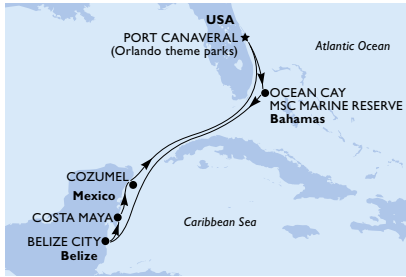 USA
PORT CANAVERAL
(Orlando theme parks)
Atlantic Ocean
OCEAN CAY
MSC MARINE RESERVE
Bahamas
COZUMEL
Mexico
COSTA MAYA
Caribbean Sea
BELIZE CITY
Belize